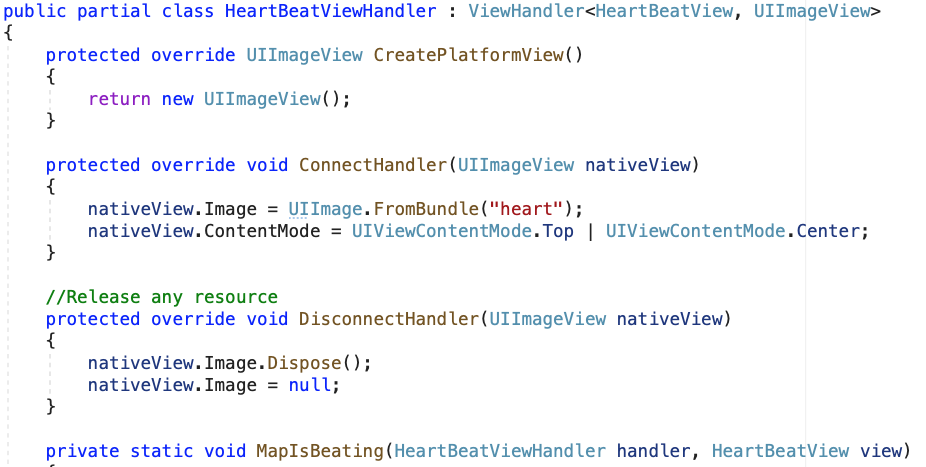 public partial class HeartBeatViewHandler : ViewHandler<HeartBeatView, UIImageView>
{
    protected override UIImageView CreatePlatformView()
    {
        return new UIImageView();
    }

    protected override void ConnectHandler(UIImageView nativeView)
    {
        nativeView.Image = UIImage.FromBundle("heart");
        nativeView.ContentMode = UIViewContentMode.Top | UIViewContentMode.Center;
    }

    //Release any resource
    protected override void DisconnectHandler(UIImageView nativeView)
    {
        nativeView.Image.Dispose();
        nativeView.Image = null;
    }

    private static void MapIsBeating(HeartBeatViewHandler handler, HeartBeatView view)
    {